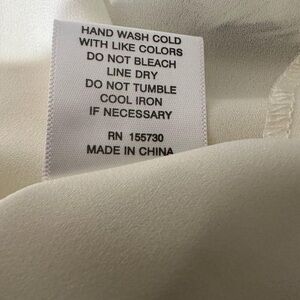 HAND WASH COLD
WITH LIKE COLORS
DO NOT BLEACH
LINE DRY
DO NOT TUMBLE
COOL IRON
IF NECESSARY
RN 155730
MADE IN CHINA